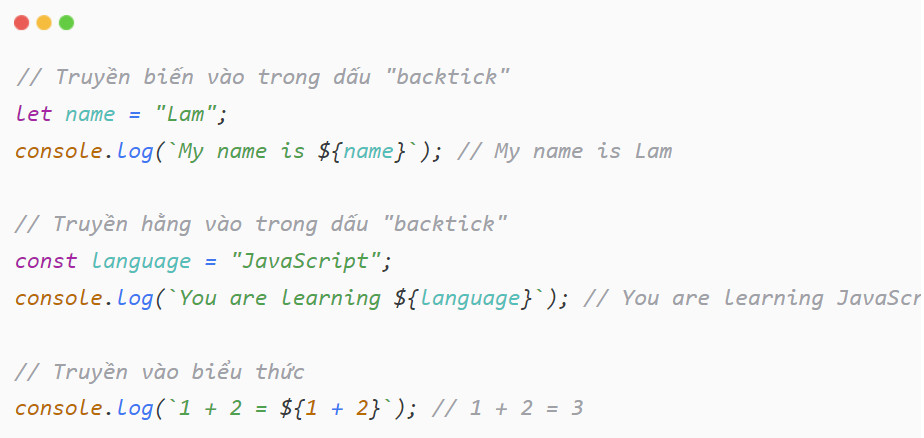 // Truyền biến vào trong dấu "backtick"
let name = "Lam";
console.log(`My name is ${name}`); // My name is Lam
// Truyền hằng vào trong dấu "backtick"
const language = "JavaScript";
console.log(`You are learning ${language}`); // You are learning JavaScr
// Truyền vào biểu thức
console.log(`1 + 2 = ${1 + 2}`); // 1 + 2 = 3